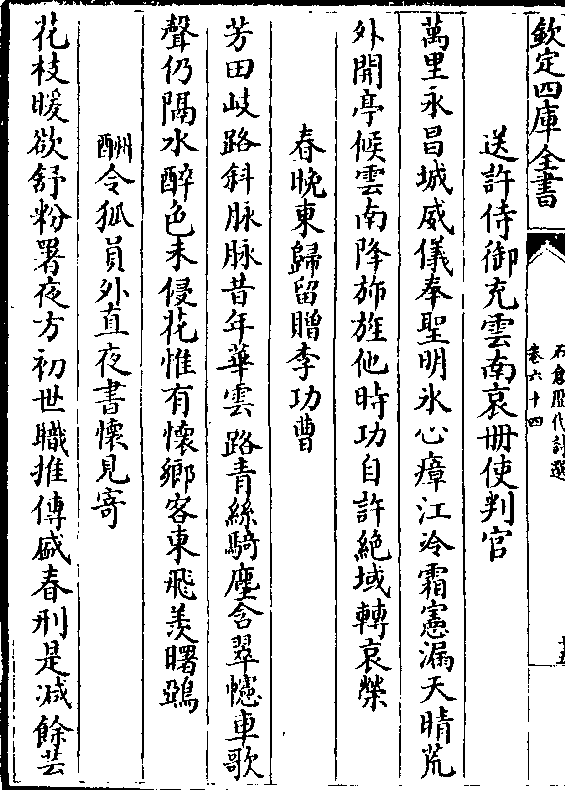 欽定四庫全書
石倉歷代詩選
卷六十四
十五
送許侍御充雲南哀册使判官
萬里永昌城威儀奉聖明氷心瘴江冷霜憲漏天晴荒
外開亭候雲南降斾旌他時功自許絶域轉哀榮
春晚東歸留贈李功曹
芳田岐路斜脉脉昔年華雲路青絲騎塵含翠幰車歌
聲仍隔水醉色未侵花惟有懷鄉客東飛羡曙鵶
酬令狐員外直夜書懷見寄
花枝暖欲舒粉署夜方初世職推傳盛春刑是减餘芸